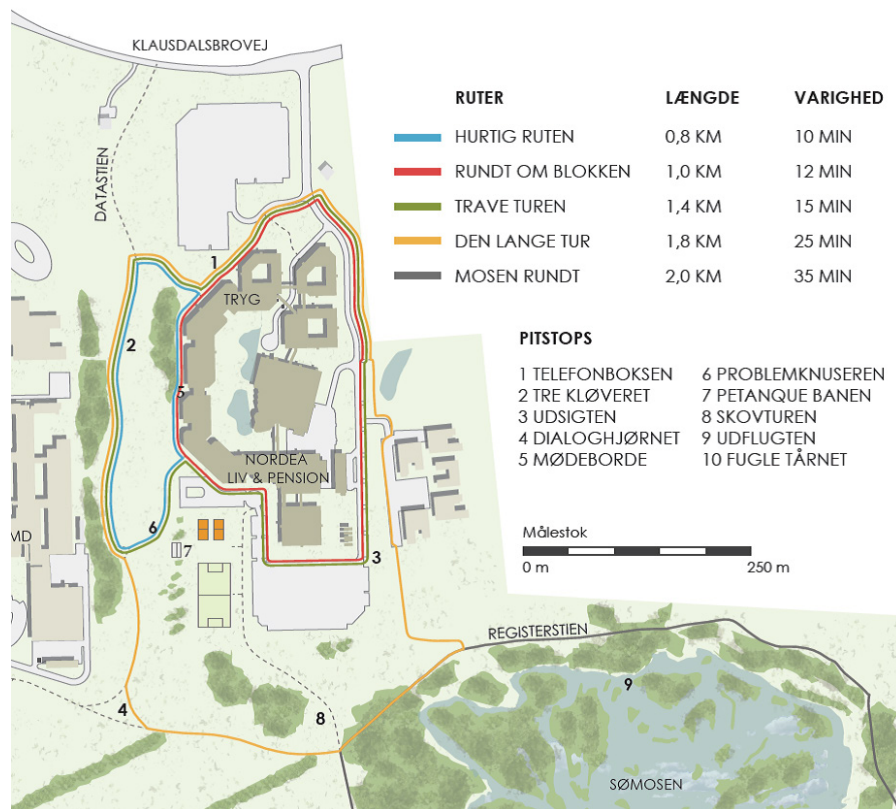 KLAUSDALSBROVEJ
DATASTIEN
RUTER LÆNGDE VARIGHED
HURTIG RUTEN 0,8 KM 10 MIN
RUNDT OM BLOKKEN 1,0 KM 12 MIN
TRAVE TUREN 1,4 KM 15 MIN
DEN LANGE TUR 1,8 KM 25 MIN
MOSEN RUNDT 2,0 KM 35 MIN
PITSTOPS
1 TELEFONBOKSEN
2 TRE KLØVERET
3 UDSIGTEN
4 DIALOGHJØRNET
5 MØDEBORDE
6 PROBLEMKNUSEREN
7 PETANQUE BANEN
8 SKOVTUREN
9 UDFLUGTEN
10 FUGLE TÅRNET
Målestok
0 m 250 m
1
TRYG
2
5
NORDEA
LIV & PENSION
6
MD
7
3
REGISTERSTIEN
9
4
8
SØMOSEN